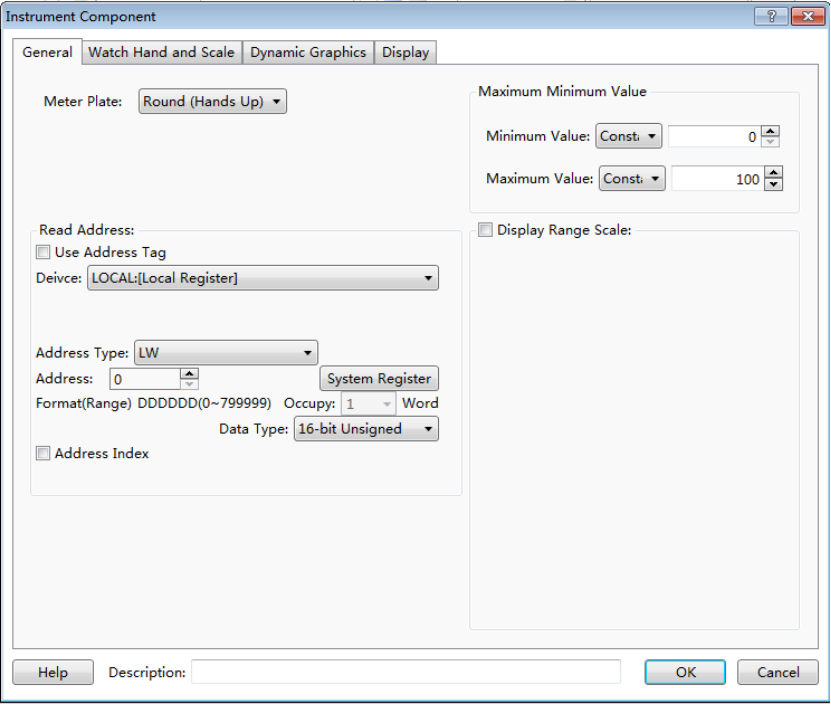 Instrument Component
General Watch Hand and Scale Dynamic Graphics Display
Meter Plate: Round (Hands Up)
Maximum Minimum Value
Minimum Value: Consta 0
Maximum Value: Consta 100
Read Address:
Use Address Tag
Deivce: LOCAL:[Local Register]
Address Type: LW
Address: 0 System Register
Format(Range) DDDDDD(0~799999) Occupy: 1 Word
Data Type: 16-bit Unsigned
Address Index
Display Range Scale:
Help Description: OK Cancel